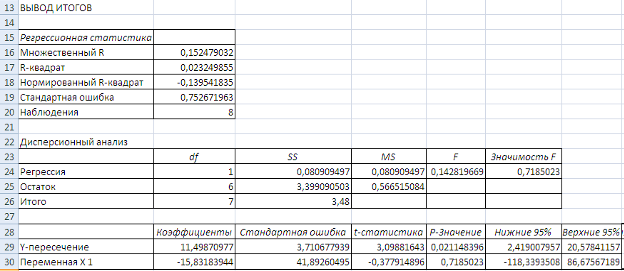 13 ВЫВОД ИТОГОВ
14
15 Регрессионная статистика
16 Множественный R 0,152479032
17 R-квадрат 0,023249855
18 Нормированный R-квадрат -0,139541835
19 Стандартная ошибка 0,752671963
20 Наблюдения 8
21
22 Дисперсионный анализ
23 df SS MS F Значимость F
24 Регрессия 1 0,080909497 0,080909497 0,142819669 0,7185023
25 Остаток 6 3,399090503 0,566515084
26 Итого 7 3,48
27
28 Коэффициенты Стандартная ошибка t-статистика P-Значение Нижние 95% Верхние 95%
29 Y-пересечение 11,49870977 3,710677939 3,09881643 0,021148396 2,419007957 20,57841157
30 Переменная X 1 -15,83183944 41,89260495 -0,377914896 0,7185023 -118,3393508 86,67567189